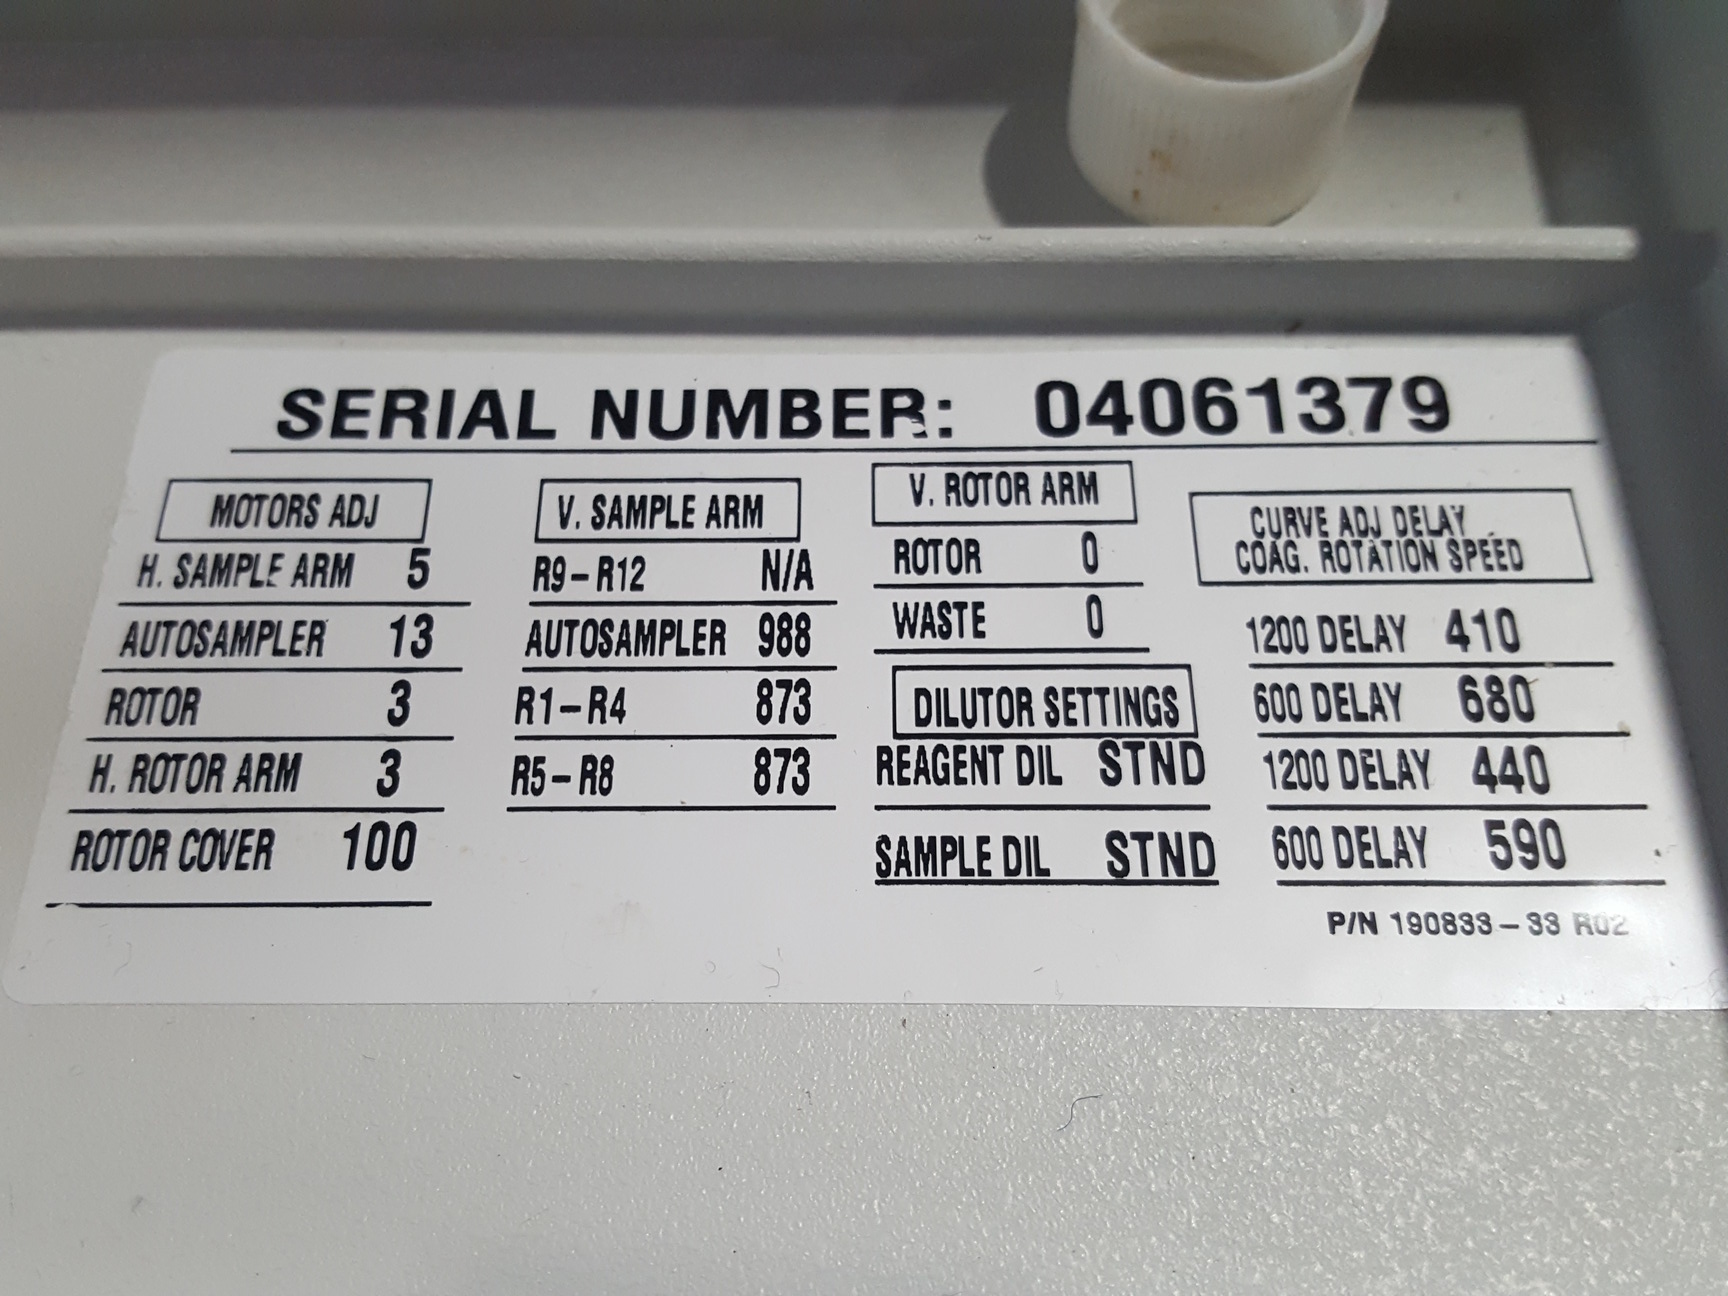 SERIAL NUMBER: 04061379
MOTORS ADJ
H. SAMPLE ARM 5
AUTOSAMPLER 13
ROTOR 3
H. ROTOR ARM 3
ROTOR COVER 100
V. SAMPLE ARM
R9-R12 N/A
AUTOSAMPLER 988
R1-R4 873
R5-R8 873
V. ROTOR ARM
ROTOR 0
WASTE 0
DILUTOR SETTINGS
REAGENT DIL STND
SAMPLE DIL STND
CURVE ADJ DELAY
COAG. ROTATION SPEED
1200 DELAY 410
600 DELAY 680
1200 DELAY 440
600 DELAY 590
P/N 190833-33 R02